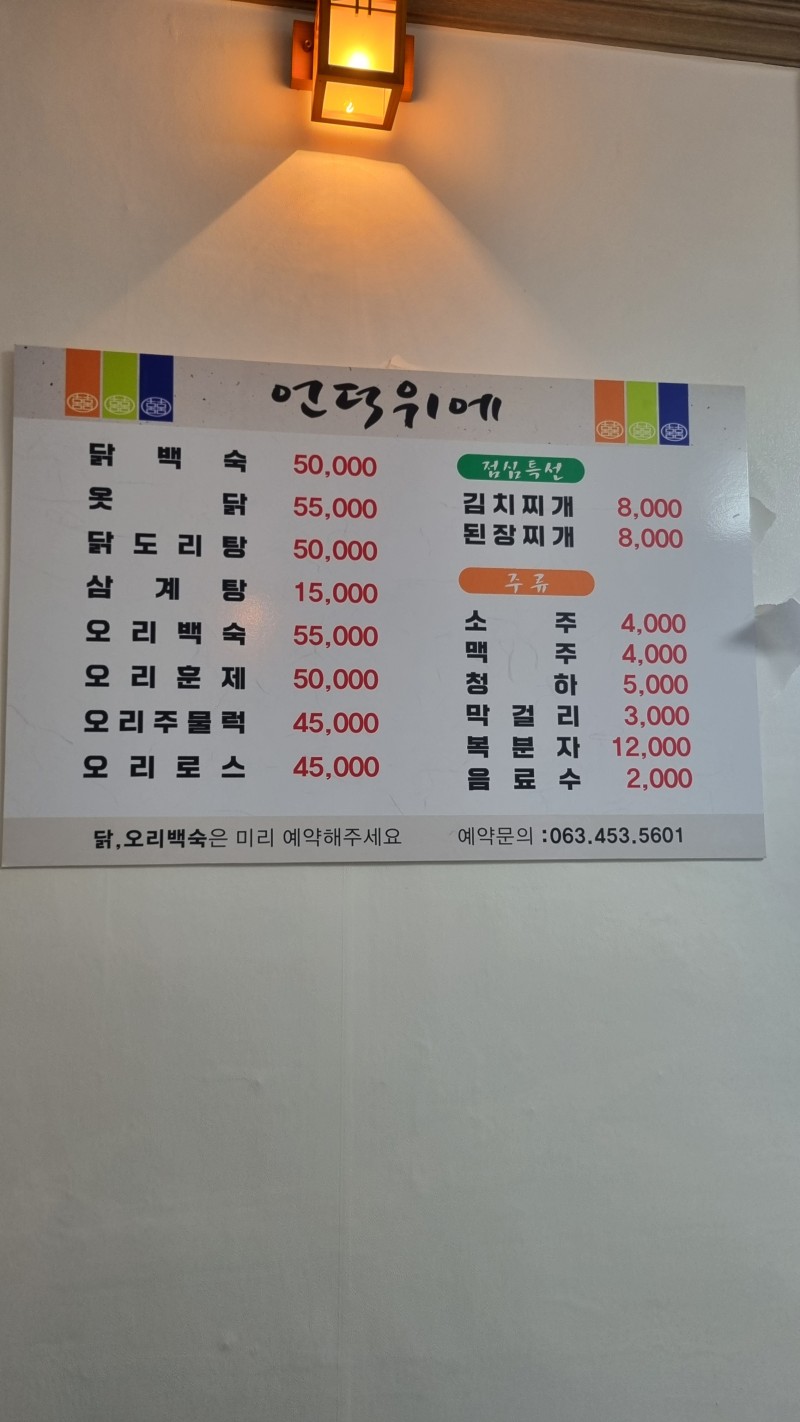 언덕위에
닭백숙 50,000
옷닭 55,000
닭도리탕 50,000
삼계탕 15,000
오리백숙 55,000
오리훈제 50,000
오리주물럭 45,000
오리로스 45,000
점심특선
김치찌개 8,000
된장찌개 8,000
주류
소주 4,000
맥주 4,000
청하 5,000
막걸리 3,000
복분자 12,000
음료수 2,000
닭,오리백숙은 미리 예약해주세요
예약문의 :063.453.5601